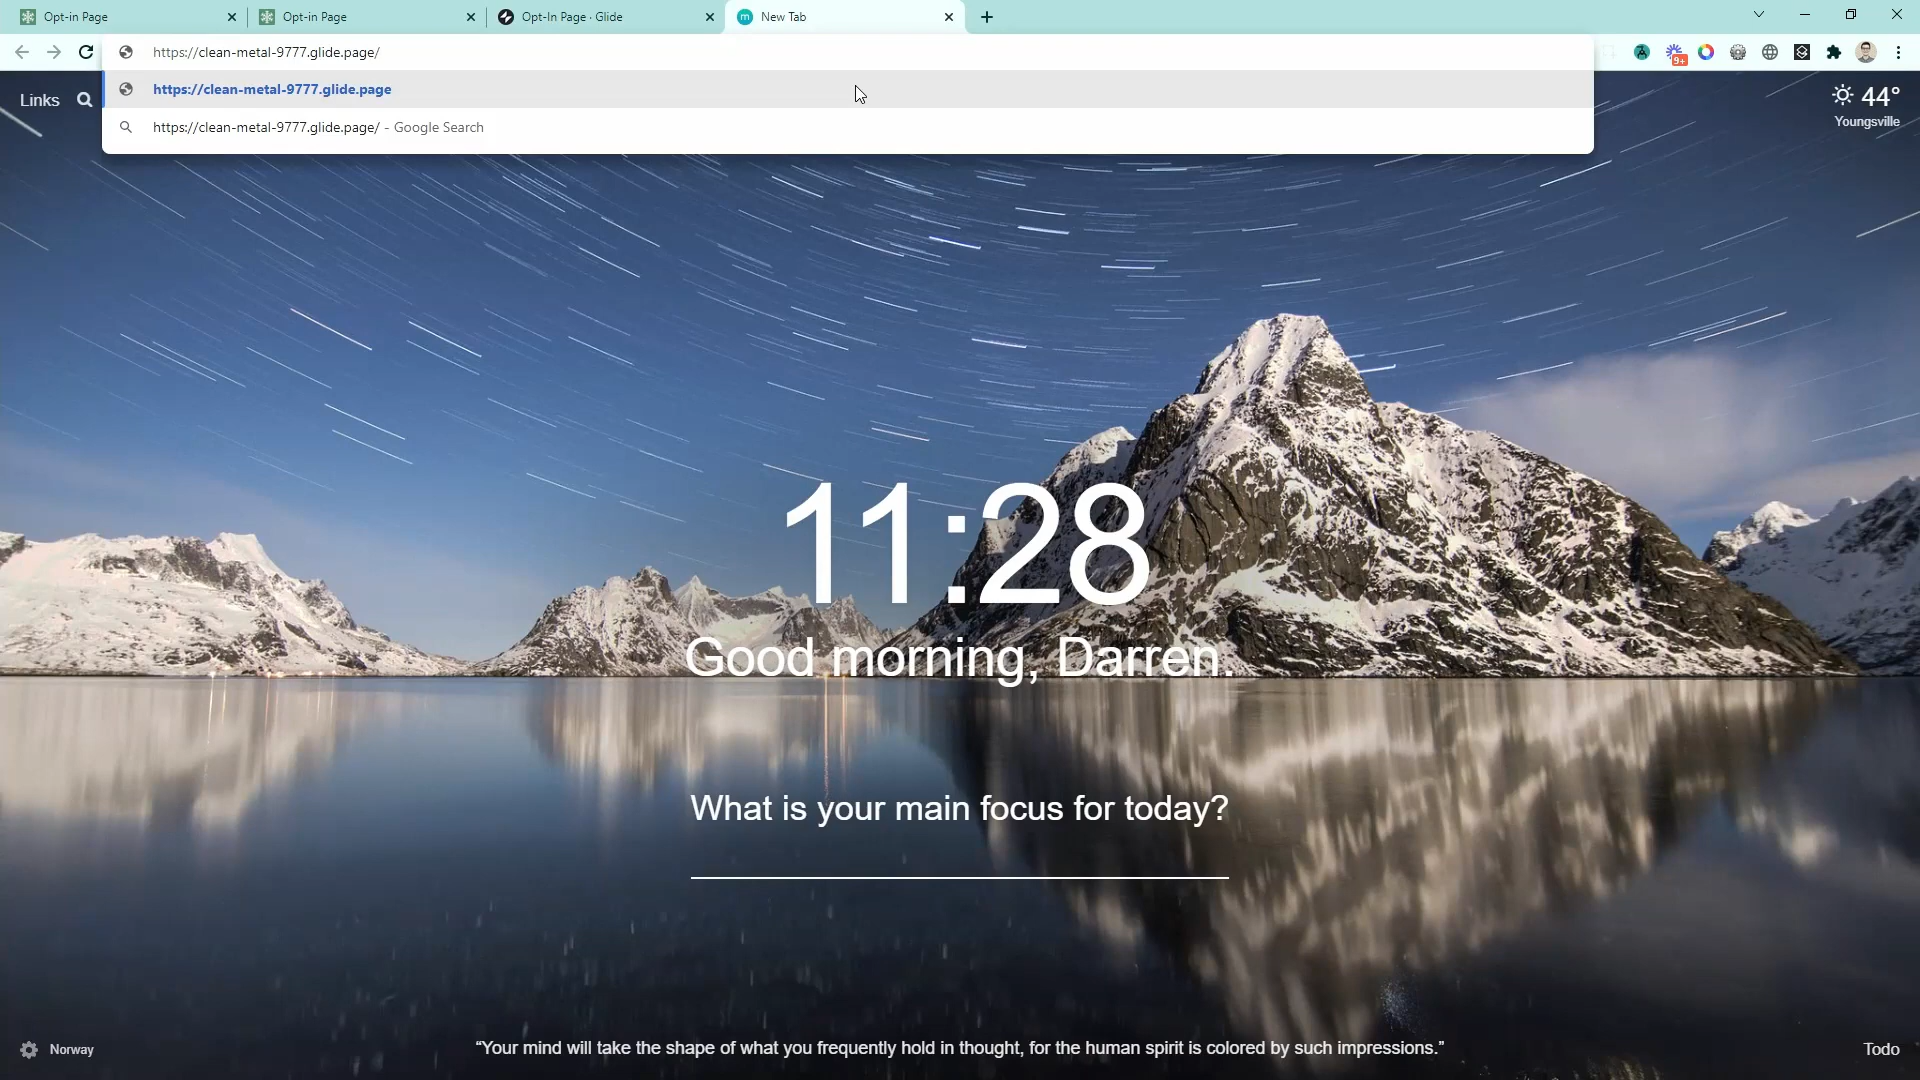 Opt-in Page
Opt-in Page
Opt-In Page · Glide
New Tab
https://clean-metal-9777.glide.page/
9+
https://clean-metal-9777.glide.page
https://clean-metal-9777.glide.page/ - Google Search
Links
44°
Youngsville
11:28
Good morning, Darren.
What is your main focus for today?
Norway
“Your mind will take the shape of what you frequently hold in thought, for the human spirit is colored by such impressions.”
Todo